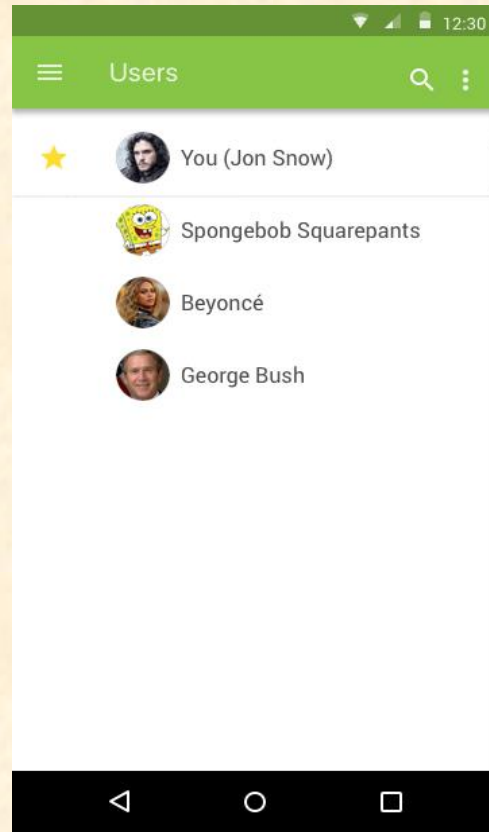 12:30
Users
You (Jon Snow)
Spongebob Squarepants
Beyoncé
George Bush